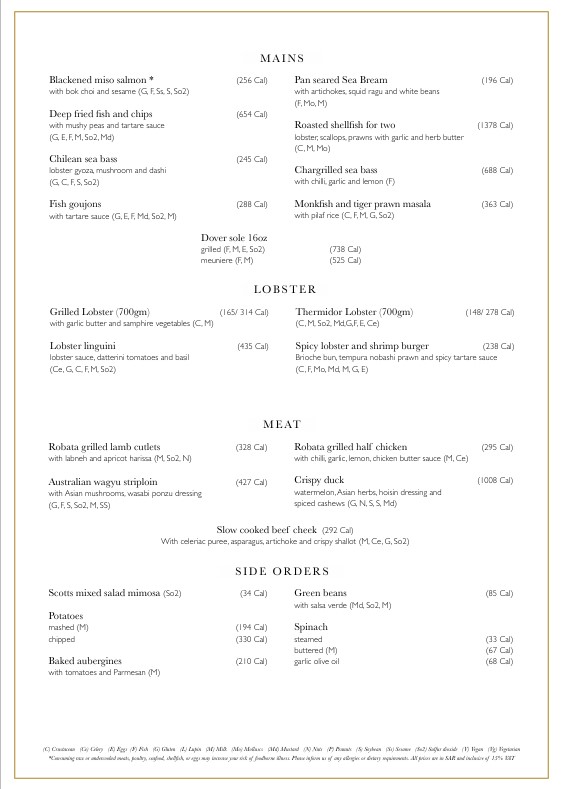 MAINS
Blackened miso salmon * (256 Cal)
with bok choi and sesame (G, F, Ss, S, So2)
Deep fried fish and chips (654 Cal)
with mushy peas and tartare sauce
(G, E, F, M, So2, Md)
Chilean sea bass (245 Cal)
lobster gyoza, mushroom and dashi
(G, C, F, S, So2)
Fish goujons (288 Cal)
with tartare sauce (G, E, F, Md, So2, M)
Pan seared Sea Bream (196 Cal)
with artichokes, squid ragu and white beans
(F, Mo, M)
Roasted shellfish for two (1378 Cal)
lobster, scallops, prawns with garlic and herb butter
(C, M, Mo)
Chargrilled sea bass (688 Cal)
with chilli, garlic and lemon (F)
Monkfish and tiger prawn masala (363 Cal)
with pilaf rice (C, F, M, G, So2)
Dover sole 16oz
grilled (F, M, E, So2) (738 Cal)
meuniere (F, M) (525 Cal)
LOBSTER
Grilled Lobster (700gm) (165/ 314 Cal)
with garlic butter and samphire vegetables (C, M)
Lobster linguini (435 Cal)
lobster sauce, datterini tomatoes and basil
(Ce, G, C, F, M, So2)
Thermidor Lobster (700gm) (148/ 278 Cal)
(C, M, So2, Md,G,F, E, Ce)
Spicy lobster and shrimp burger (238 Cal)
Brioche bun, tempura nobashi prawn and spicy tartare sauce
(C, F, Mo, Md, M, G, E)
MEAT
Robata grilled lamb cutlets (328 Cal)
with labneh and apricot harissa (M, So2, N)
Australian wagyu striploin (427 Cal)
with Asian mushrooms, wasabi ponzu dressing
(G, F, S, So2, M, SS)
Robata grilled half chicken (295 Cal)
with chilli, garlic, lemon, chicken butter sauce (M, Ce)
Crispy duck (1008 Cal)
watermelon, Asian herbs, hoisin dressing and
spiced cashews (G, N, S, S, Md)
Slow cooked beef cheek (292 Cal)
With celeriac puree, asparagus, artichoke and crispy shallot (M, Ce, G, So2)
SIDE ORDERS
Scotts mixed salad mimosa (So2) (34 Cal)
Potatoes
mashed (M) (194 Cal)
chipped (330 Cal)
Baked aubergines (210 Cal)
with tomatoes and Parmesan (M)
Green beans (85 Cal)
with salsa verde (Md, So2, M)
Spinach
steamed (33 Cal)
buttered (M) (67 Cal)
garlic olive oil (68 Cal)
(C) Crustacean (Ce) Celery (E) Eggs (F) Fish (G) Gluten (L) Lupin (M) Milk (Mo) Molluscs (Md) Mustard (N) Nuts (P) Peanuts (S) Soybean (Ss) Sesame (So2) Sulfur dioxide (V) Vegan (Vg) Vegetarian
*Consuming raw or undercooked meats, poultry, seafood, shellfish, or eggs may increase your risk of foodborne illness. Please inform us of any allergies or dietary requirements. All prices are in SAR and inclusive of 15% VAT